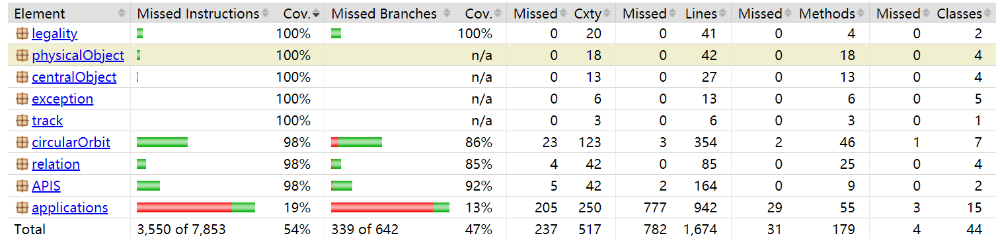 Element Missed Instructions Cov. Missed Branches Cov. Missed Cxty Missed Lines Missed Methods Missed Classes
legality 100% 100% 0 20 0 41 0 4 0 2
physicalObject 100% n/a 0 18 0 42 0 18 0 4
centralObject 100% n/a 0 13 0 27 0 13 0 4
exception 100% n/a 0 6 0 13 0 6 0 5
track 100% n/a 0 3 0 6 0 3 0 1
circularOrbit 98% 86% 23 123 3 354 2 46 1 7
relation 98% 85% 4 42 0 85 0 25 0 4
APIS 98% 92% 5 42 2 164 0 9 0 2
applications 19% 13% 205 250 777 942 29 55 3 15
Total 3,550 of 7,853 54% 339 of 642 47% 237 517 782 1,674 31 179 4 44